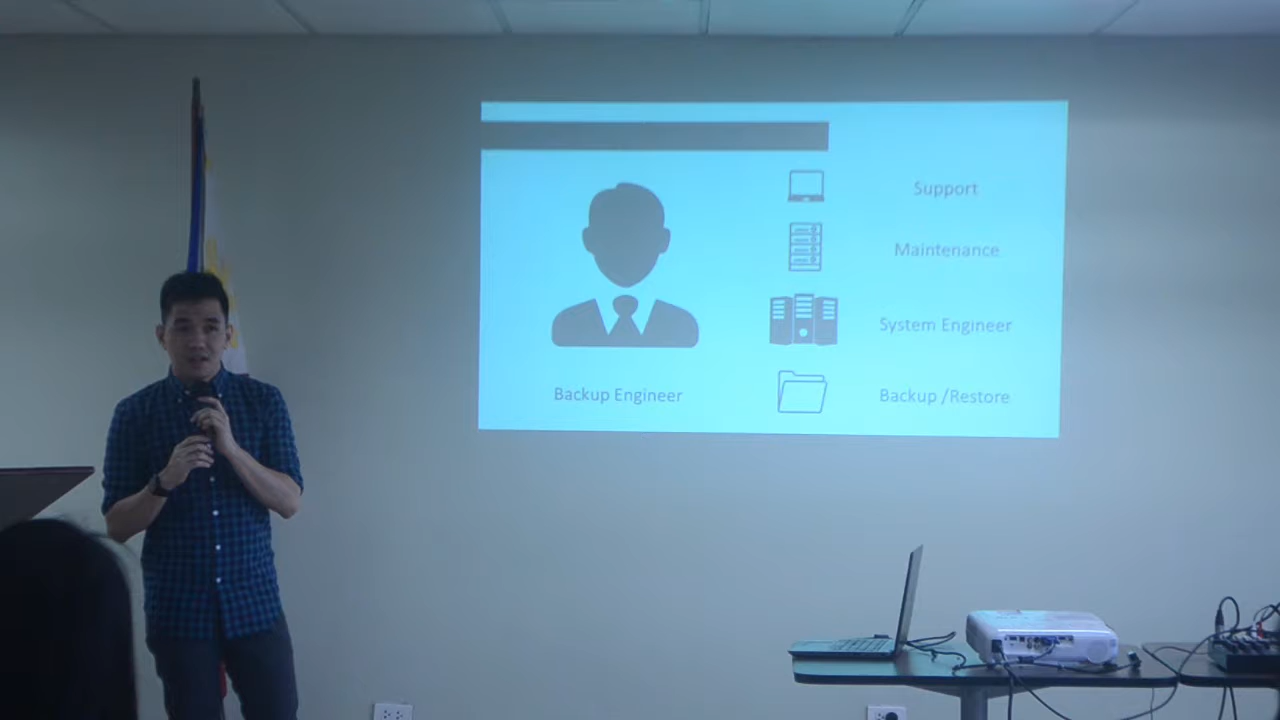 Support
Maintenance
System Engineer
Backup Engineer
Backup /Restore